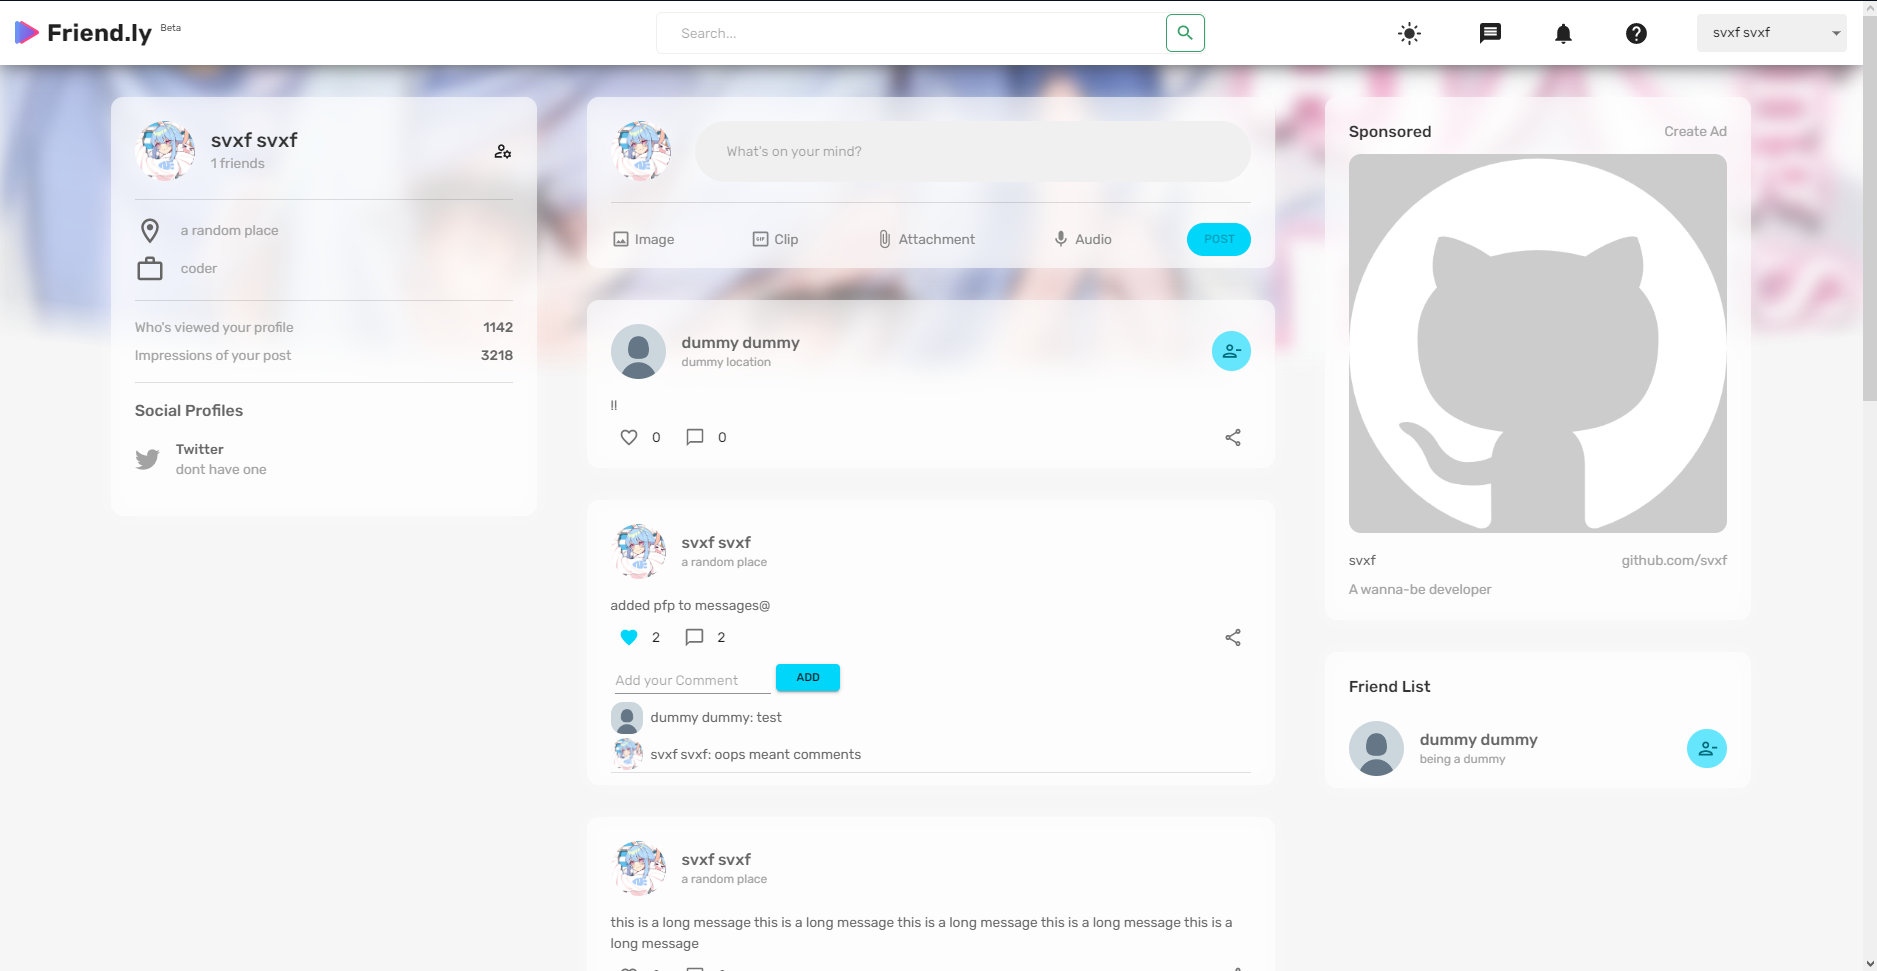 Friend.ly Beta
Search...
svxf svxf
svxf svxf
1 friends
a random place
coder
Who's viewed your profile 1142
Impressions of your post 3218
Social Profiles
Twitter
dont have one
What's on your mind?
Image Clip Attachment Audio POST
dummy dummy
dummy location
!!
0 0
svxf svxf
a random place
added pfp to messages@
2 2
Add your Comment ADD
dummy dummy: test
svxf svxf: oops meant comments
svxf svxf
a random place
this is a long message this is a long message this is a long message this is a long message this is a
long message
Sponsored Create Ad
svxf github.com/svxf
A wanna-be developer
Friend List
dummy dummy
being a dummy